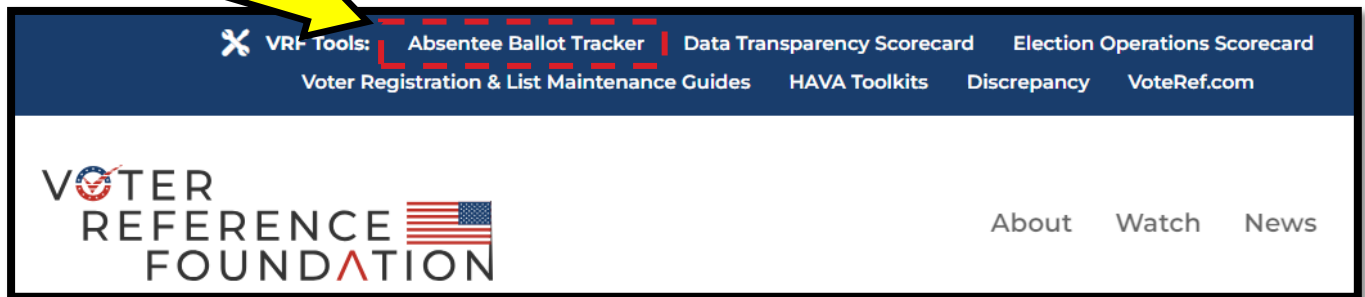 VRF Tools: Absentee Ballot Tracker Data Transparency Scorecard Election Operations Scorecard
Voter Registration & List Maintenance Guides HAVA Toolkits Discrepancy VoteRef.com
VOTER
REFERENCE
FOUNDATION
About Watch News